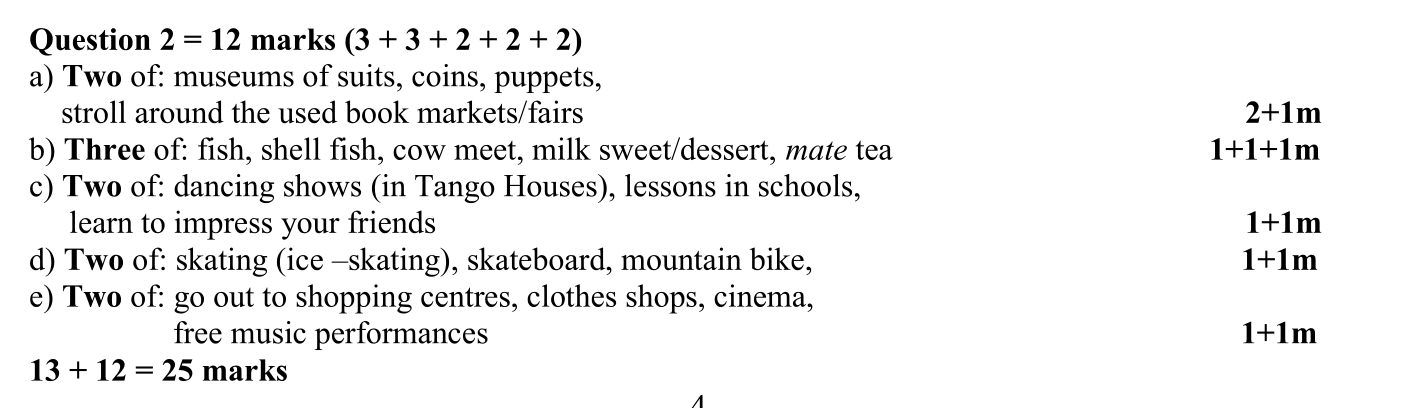 Question 2 = 12 marks (3 + 3 + 2 + 2 + 2)
a) Two of: museums of suits, coins, puppets,
stroll around the used book markets/fairs 2+1m
b) Three of: fish, shell fish, cow meet, milk sweet/dessert, mate tea 1+1+1m
c) Two of: dancing shows (in Tango Houses), lessons in schools,
learn to impress your friends 1+1m
d) Two of: skating (ice –skating), skateboard, mountain bike, 1+1m
e) Two of: go out to shopping centres, clothes shops, cinema,
free music performances 1+1m
13 + 12 = 25 marks
4